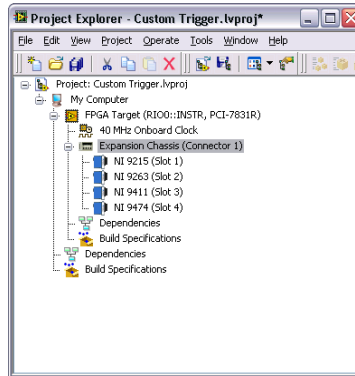 Project Explorer - Custom Trigger.lvproj*
File Edit View Project Operate Tools Window Help
Project: Custom Trigger.lvproj
My Computer
FPGA Target (RIO0::INSTR, PCI-7831R)
40 MHz Onboard Clock
Expansion Chassis (Connector 1)
NI 9215 (Slot 1)
NI 9263 (Slot 2)
NI 9411 (Slot 3)
NI 9474 (Slot 4)
Dependencies
Build Specifications
Dependencies
Build Specifications